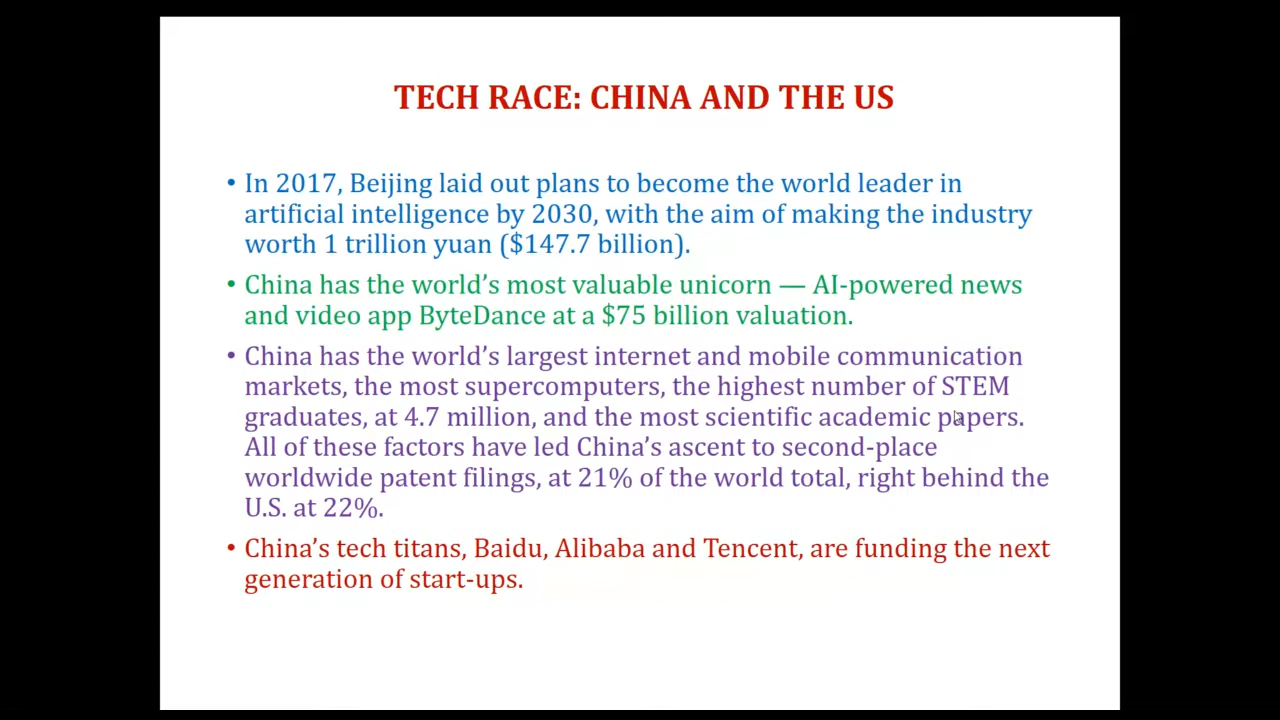 TECH RACE: CHINA AND THE US
• In 2017, Beijing laid out plans to become the world leader in
artificial intelligence by 2030, with the aim of making the industry
worth 1 trillion yuan ($147.7 billion).
• China has the world’s most valuable unicorn — AI-powered news
and video app ByteDance at a $75 billion valuation.
• China has the world’s largest internet and mobile communication
markets, the most supercomputers, the highest number of STEM
graduates, at 4.7 million, and the most scientific academic papers.
All of these factors have led China’s ascent to second-place
worldwide patent filings, at 21% of the world total, right behind the
U.S. at 22%.
• China’s tech titans, Baidu, Alibaba and Tencent, are funding the next
generation of start-ups.